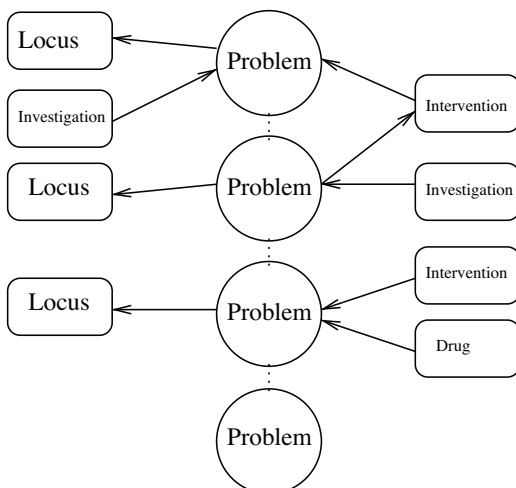 Locus
Problem
Investigation
Intervention
Locus
Problem
Investigation
Locus
Problem
Intervention
Drug
Problem